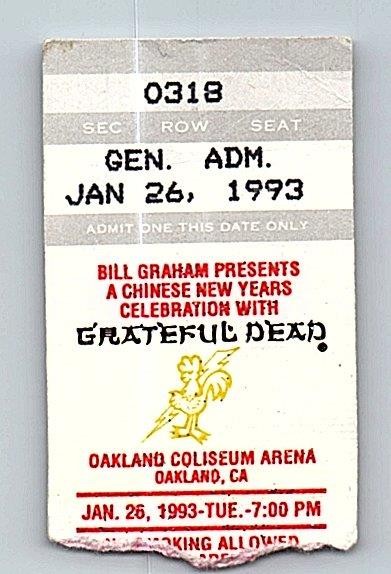 0318
SEC ROW SEAT
GEN. ADM.
JAN 26, 1993
ADMIT ONE THIS DATE ONLY
BILL GRAHAM PRESENTS
A CHINESE NEW YEARS
CELEBRATION WITH
GRATEFUL DEAD
OAKLAND COLISEUM ARENA
OAKLAND, CA
JAN. 26, 1993-TUE.-7:00 PM
ALLOWED